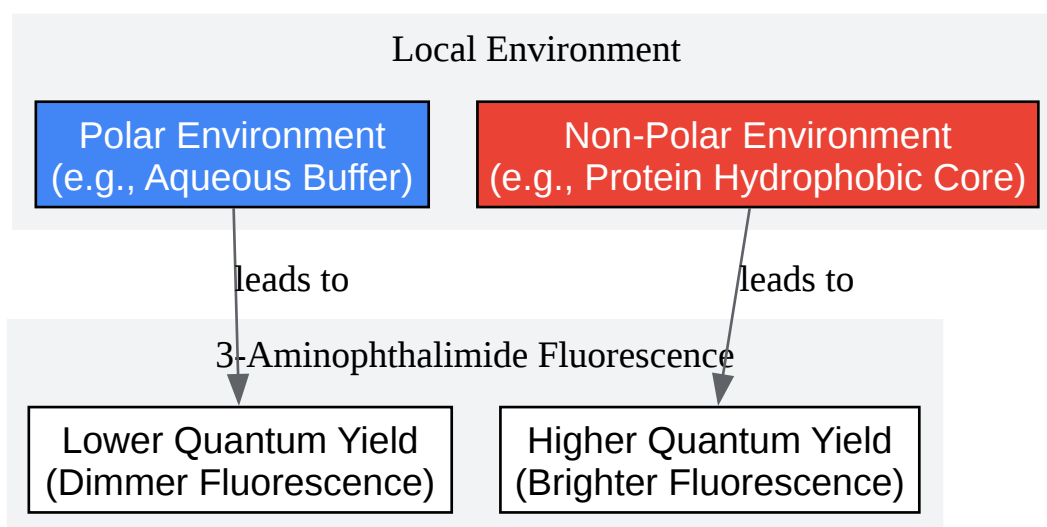 Local Environment
Polar Environment
(e.g., Aqueous Buffer)
Non-Polar Environment
(e.g., Protein Hydrophobic Core)
leads to
leads to
3-Aminophthalimide Fluorescence
Lower Quantum Yield
(Dimmer Fluorescence)
Higher Quantum Yield
(Brighter Fluorescence)